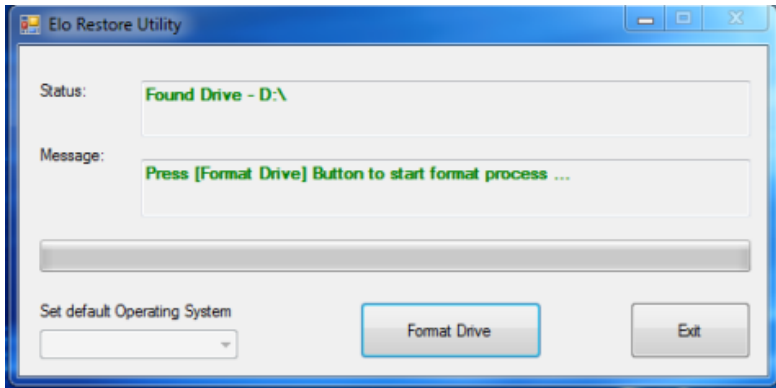 Elo Restore Utility
Status:
Found Drive - D:\
Message:
Press [Format Drive] Button to start format process ...
Set default Operating System
Format Drive
Exit